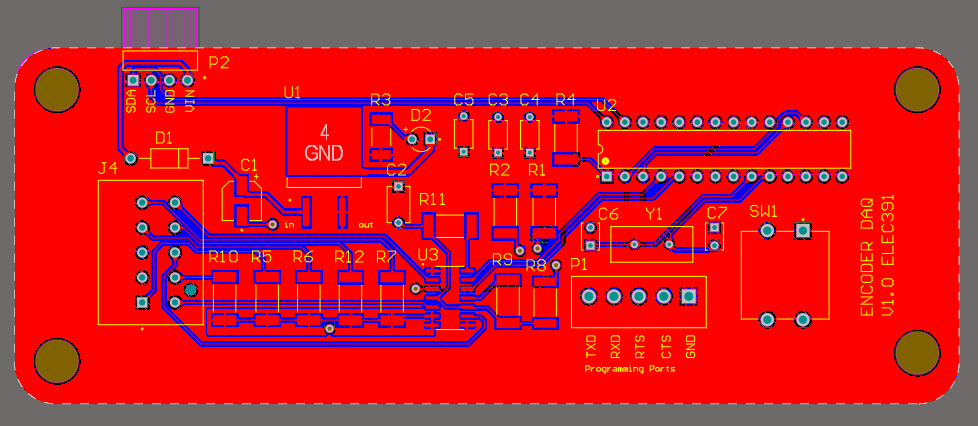 P2
SDA
SCL
GND
VIN
U1
R3
D2
C5
C3
C4
R4
U2
4
GND
D1
J4
C1
C2
R2
R1
R11
in
out
C6
Y1
C7
SW1
U3
R10
R5
R6
R12
R7
R9
R8
P1
TXD
RXD
RTS
CTS
GND
Programming Ports
ENCODER DAQ
V1.0 ELEC391